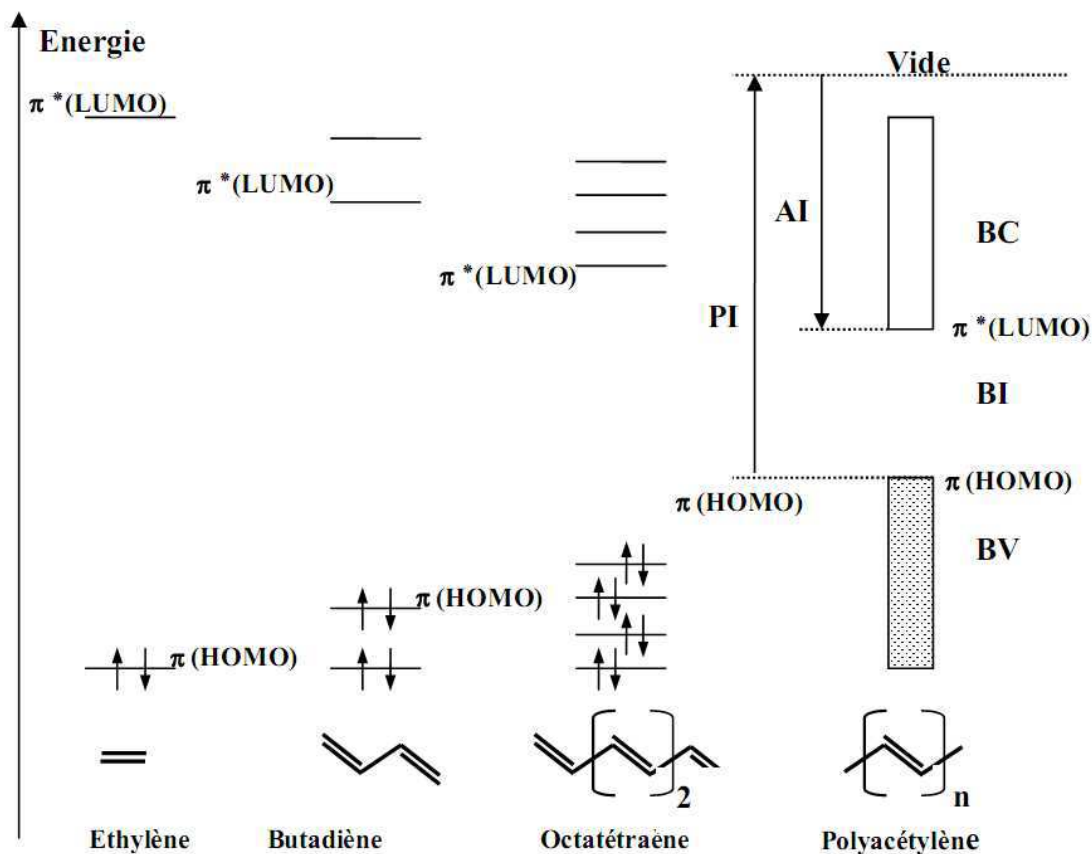 Energie
Vide
π *(LUMO)
π *(LUMO)
AI
BC
π *(LUMO)
PI
π *(LUMO)
BI
π (HOMO)
π (HOMO)
BV
π (HOMO)
π (HOMO)
2
n
Ethylène
Butadiène
Octatétraène
Polyacétylène